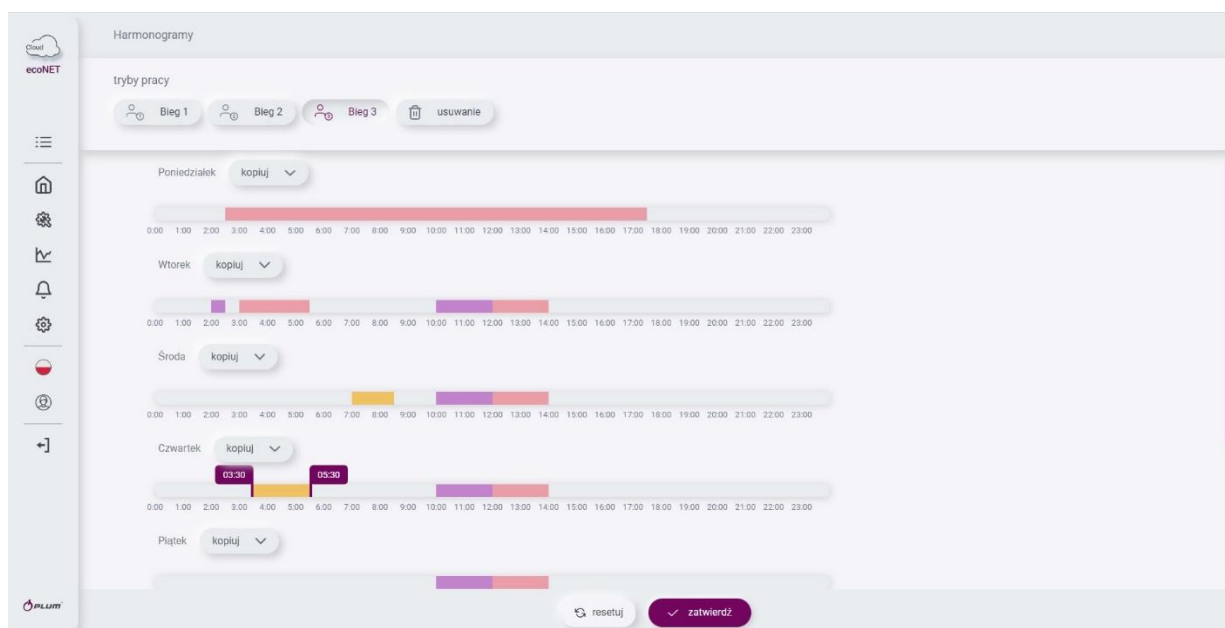 Harmonogramy
Cloud
ecoNET
tryby pracy
Bieg 1 Bieg 2 Bieg 3 usuwanie
Poniedziałek kopiuj
0:00 1:00 2:00 3:00 4:00 5:00 6:00 7:00 8:00 9:00 10:00 11:00 12:00 13:00 14:00 15:00 16:00 17:00 18:00 19:00 20:00 21:00 22:00 23:00
Wtorek kopiuj
0:00 1:00 2:00 3:00 4:00 5:00 6:00 7:00 8:00 9:00 10:00 11:00 12:00 13:00 14:00 15:00 16:00 17:00 18:00 19:00 20:00 21:00 22:00 23:00
Środa kopiuj
0:00 1:00 2:00 3:00 4:00 5:00 6:00 7:00 8:00 9:00 10:00 11:00 12:00 13:00 14:00 15:00 16:00 17:00 18:00 19:00 20:00 21:00 22:00 23:00
Czwartek kopiuj
03:30 05:30
0:00 1:00 2:00 3:00 4:00 5:00 6:00 7:00 8:00 9:00 10:00 11:00 12:00 13:00 14:00 15:00 16:00 17:00 18:00 19:00 20:00 21:00 22:00 23:00
Piątek kopiuj
PLUM resetuj zatwierdź